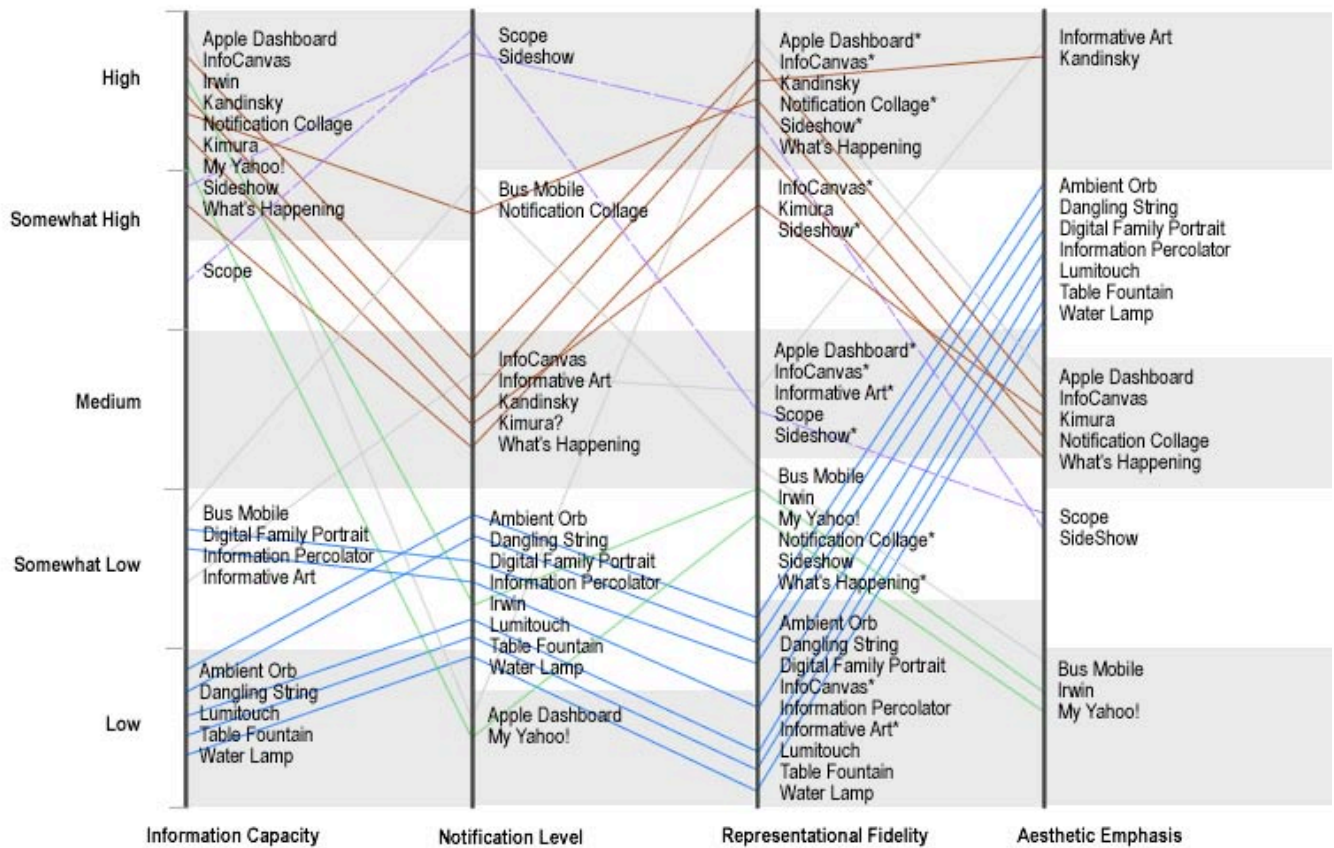 High
Somewhat High
Medium
Somewhat Low
Low
Apple Dashboard
InfoCanvas
Irwin
Kandinsky
Notification Collage
Kimura
My Yahoo!
Sideshow
What's Happening
Scope
Bus Mobile
Digital Family Portrait
Information Percolator
Informative Art
Ambient Orb
Dangling String
Lumitouch
Table Fountain
Water Lamp
Information Capacity
Scope
Sideshow
Bus Mobile
Notification Collage
InfoCanvas
Informative Art
Kandinsky
Kimura?
What's Happening
Ambient Orb
Dangling String
Digital Family Portrait
Information Percolator
Irwin
Lumitouch
Table Fountain
Water Lamp
Apple Dashboard
My Yahoo!
Notification Level
Apple Dashboard*
InfoCanvas*
Kandinsky
Notification Collage*
Sideshow*
What's Happening
InfoCanvas*
Kimura
Sideshow*
Apple Dashboard*
InfoCanvas*
Informative Art*
Scope
Sideshow*
Bus Mobile
Irwin
My Yahoo!
Notification Collage*
Sideshow
What's Happening*
Ambient Orb
Dangling String
Digital Family Portrait
InfoCanvas*
Information Percolator
Informative Art*
Lumitouch
Table Fountain
Water Lamp
Representational Fidelity
Informative Art
Kandinsky
Ambient Orb
Dangling String
Digital Family Portrait
Information Percolator
Lumitouch
Table Fountain
Water Lamp
Apple Dashboard
InfoCanvas
Kimura
Notification Collage
What's Happening
Scope
SideShow
Bus Mobile
Irwin
My Yahoo!
Aesthetic Emphasis